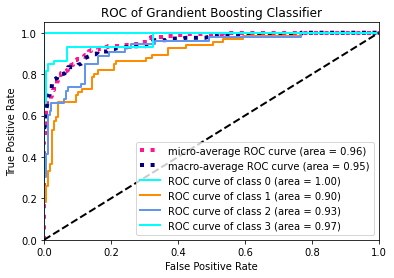 ROC of Grandient Boosting Classifier
True Positive Rate
1.0
0.8
0.6
0.4
0.2
0.0
micro-average ROC curve (area = 0.96)
macro-average ROC curve (area = 0.95)
ROC curve of class 0 (area = 1.00)
ROC curve of class 1 (area = 0.90)
ROC curve of class 2 (area = 0.93)
ROC curve of class 3 (area = 0.97)
0.0 0.2 0.4 0.6 0.8 1.0
False Positive Rate